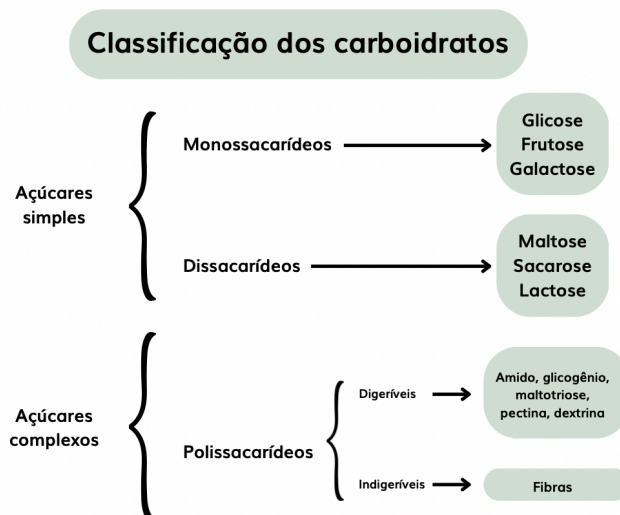 Classificação dos carboidratos
Açúcares
simples
Monossacarídeos
Glicose
Frutose
Galactose
Dissacarídeos
Maltose
Sacarose
Lactose
Açúcares
complexos
Polissacarídeos
Digeríveis
Amido, glicogênio,
maltotriose,
pectina, dextrina
Indigeríveis
Fibras